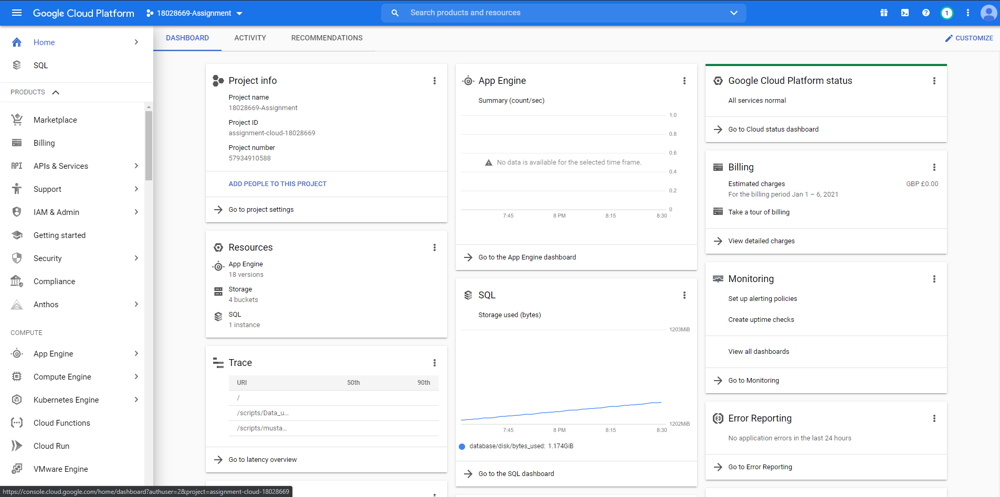 Google Cloud Platform
18028669-Assignment
Search products and resources
1
Home
SQL
PRODUCTS
Marketplace
Billing
API
APIs & Services
Support
IAM & Admin
Getting started
Security
Compliance
Anthos
COMPUTE
App Engine
Compute Engine
Kubernetes Engine
Cloud Functions
Cloud Run
VMware Engine
https://console.cloud.google.com/home/dashboard?authuser=2&project=assignment-cloud-18028669
DASHBOARD
ACTIVITY
RECOMMENDATIONS
CUSTOMIZE
Project info
Project name
18028669-Assignment
Project ID
assignment-cloud-18028669
Project number
57934910588
ADD PEOPLE TO THIS PROJECT
Go to project settings
Resources
App Engine
18 versions
Storage
4 buckets
SQL
1 instance
Trace
URI 50th 90th
/
/scripts/Data_u...
/scripts/musta...
Go to latency overview
App Engine
Summary (count/sec)
1.0
0.8
0.6
No data is available for the selected time frame.
0.4
0.2
0
7:45 8 PM 8:15 8:30
Go to the App Engine dashboard
SQL
Storage used (bytes)
1203MiB
1202MiB
7:45 8 PM 8:15 8:30
database/disk/bytes_used: 1.174GiB
Go to the SQL dashboard
Google Cloud Platform status
All services normal
Go to Cloud status dashboard
Billing
Estimated charges GBP £0.00
For the billing period Jan 1 – 6, 2021
Take a tour of billing
View detailed charges
Monitoring
Set up alerting policies
Create uptime checks
View all dashboards
Go to Monitoring
Error Reporting
No application errors in the last 24 hours
Go to Error Reporting